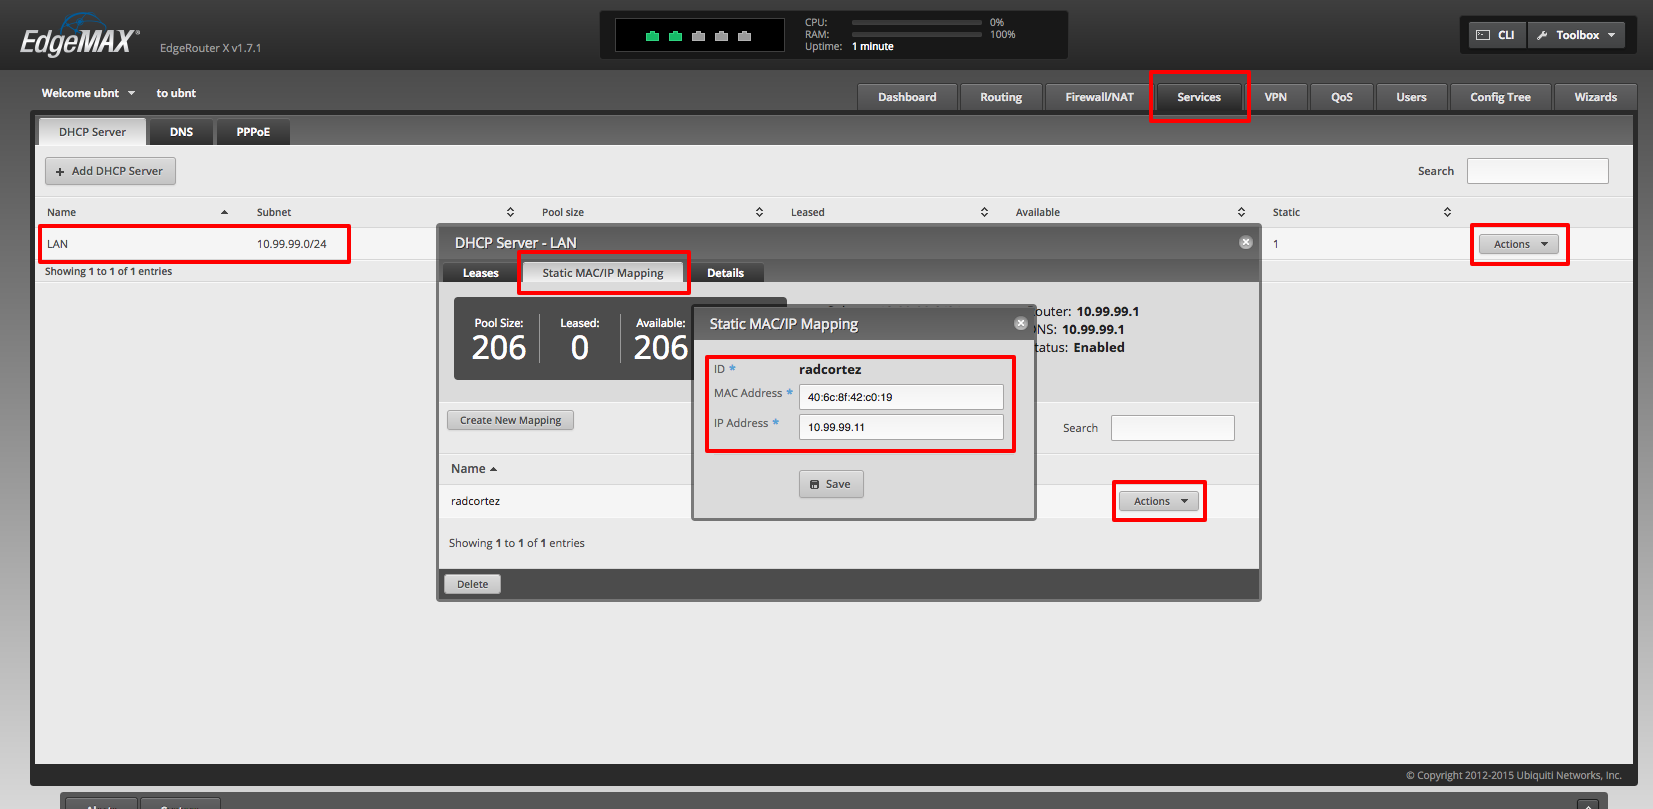 EdgeMAX®
EdgeRouter X v1.7.1
CPU: 0%
RAM: 100%
Uptime: 1 minute
CLI
Toolbox
Welcome ubnt to ubnt
Dashboard Routing Firewall/NAT Services VPN QoS Users Config Tree Wizards
DHCP Server DNS PPPoE
+ Add DHCP Server
Search
Name Subnet Pool size Leased Available Static
LAN 10.99.99.0/24 1 Actions
Showing 1 to 1 of 1 entries
DHCP Server - LAN
Leases Static MAC/IP Mapping Details
Pool Size: Leased: Available:
206 0 206
outer: 10.99.99.1
NS: 10.99.99.1
tatus: Enabled
Static MAC/IP Mapping
ID * radcortez
MAC Address * 40:6c:8f:42:c0:19
IP Address * 10.99.99.11
Save
Create New Mapping
Search
Name
radcortez
Actions
Showing 1 to 1 of 1 entries
Delete
© Copyright 2012-2015 Ubiquiti Networks, Inc.